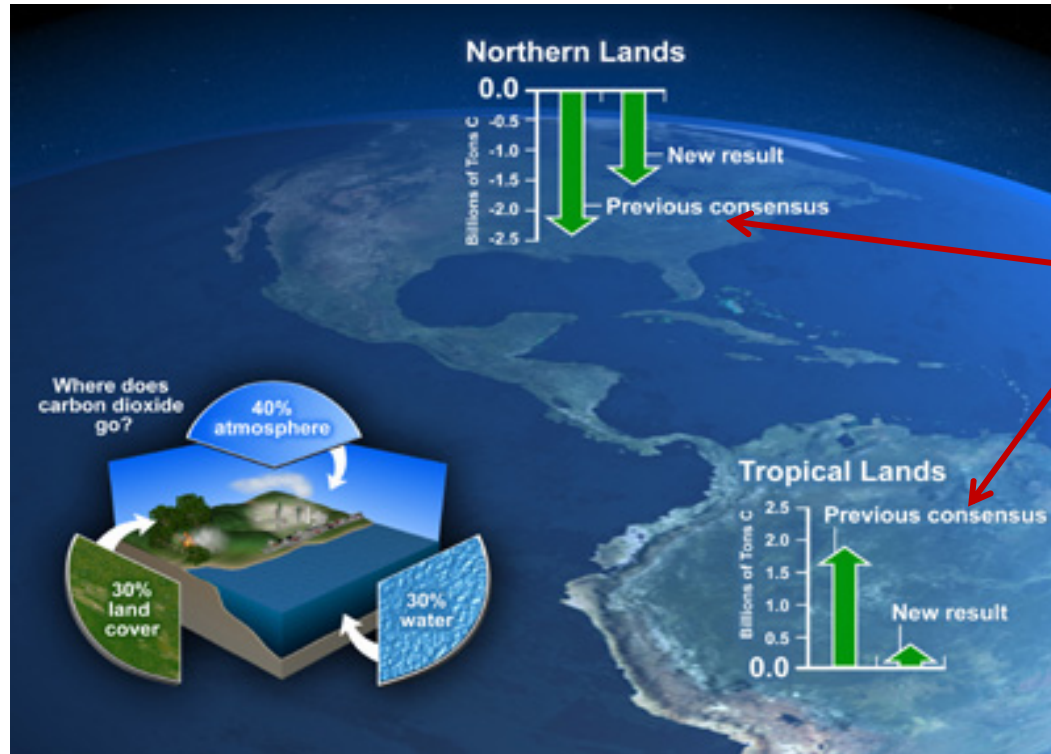 Northern Lands
0.0
-0.5
-1.0
-1.5
-2.0
-2.5
Billions of Tons C
New result
Previous consensus
Where does
carbon dioxide
go?
40%
atmosphere
30%
land
cover
30%
water
Tropical Lands
2.5
2.0
1.5
1.0
0.5
0.0
Billions of Tons C
Previous consensus
New result